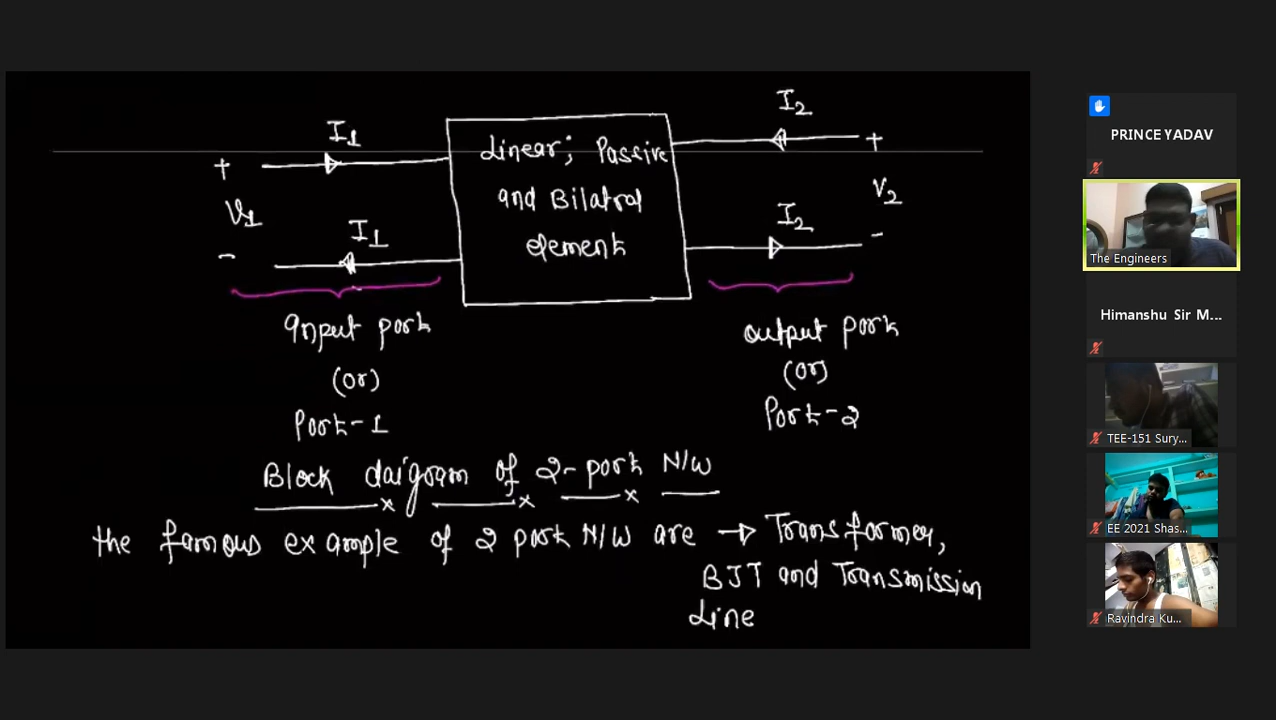 I1
I2
Linear; Passive
and Bilatral
element
+
V1
-
I1
+
V2
-
I2
Input port
(or)
Port-1
output port
(or)
Port-2
Block daigram of 2-port N/W
the famous example of 2 port N/W are → Transformer,
BJT and Transmission
Line
PRINCE YADAV
The Engineers
Himanshu Sir M...
TEE-151 Sury...
EE 2021 Shas...
Ravindra Ku...